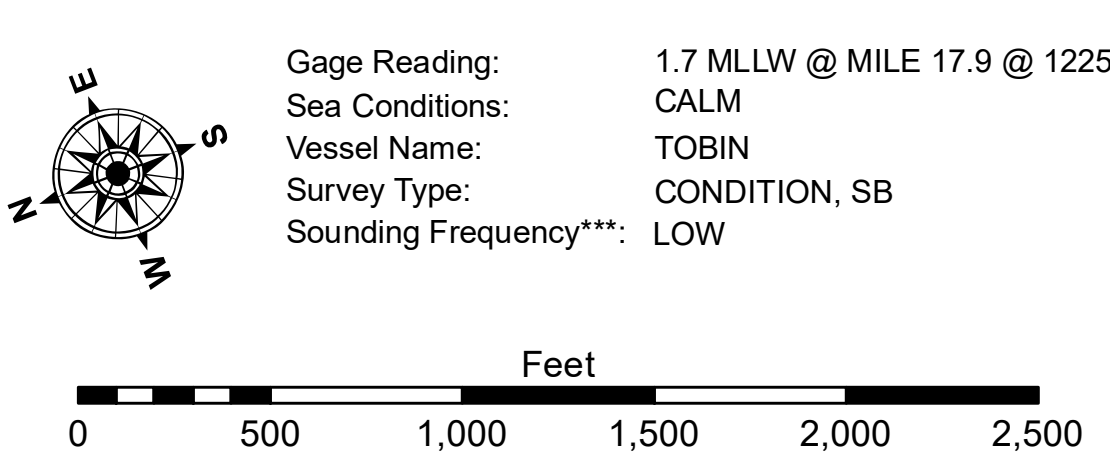 E
S
N
W
Gage Reading: 1.7 MLLW @ MILE 17.9 @ 1225
Sea Conditions: CALM
Vessel Name: TOBIN
Survey Type: CONDITION, SB
Sounding Frequency***: LOW
Feet
0 500 1,000 1,500 2,000 2,500